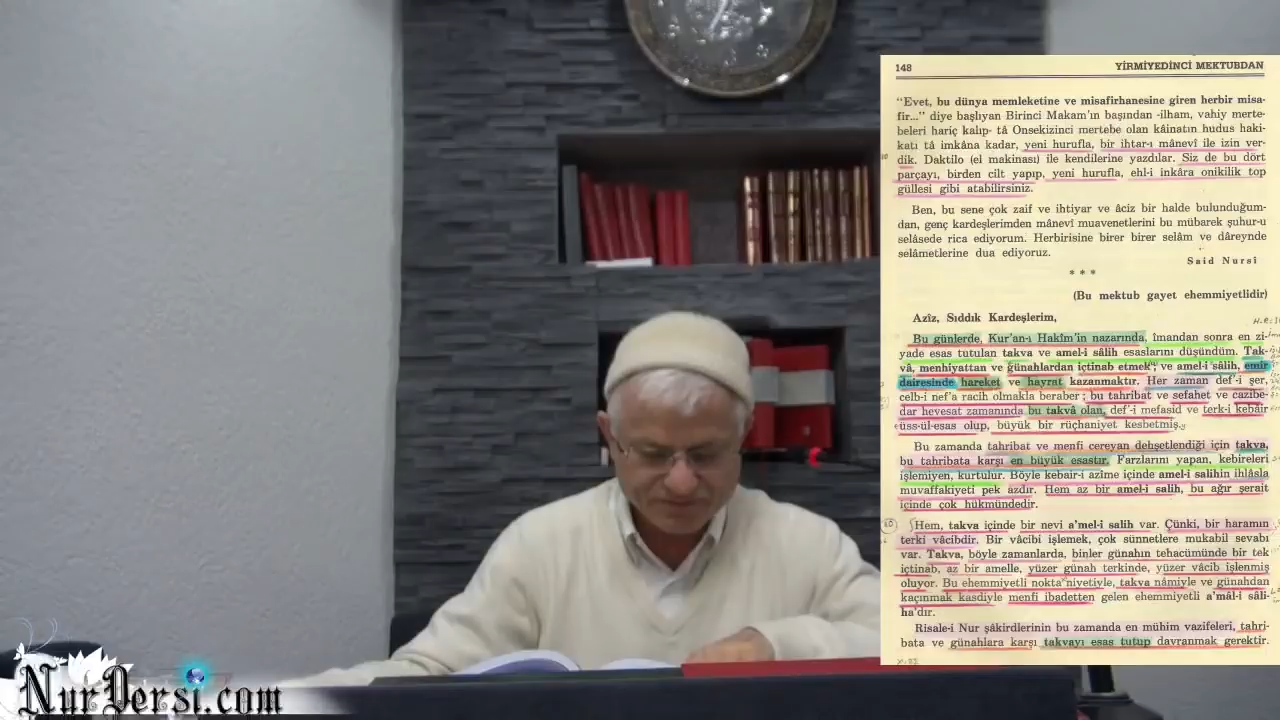 148 YİRMİYEDİNCİ MEKTUBDAN
"Evet, bu dünya memleketine ve misafirhanesine giren herbir misa-
fir..." diye başlıyan Birinci Makam'ın başından -ilham, vahiy merte-
beleri hariç kalıp- tâ Onsekizinci mertebe olan kâinatın hudus haki-
katı tâ imkâna kadar, yeni hurufla, bir ihtar-ı mânevî ile izin ver-
dik. Daktilo (el makinası) ile kendilerine yazdılar. Siz de bu dört
parçayı, birden cilt yapıp, yeni hurufla, ehl-i inkâra onikilik top
güllesi gibi atabilirsiniz.
Ben, bu sene çok zaif ve ihtiyar ve âciz bir halde bulunduğum-
dan, genç kardeşlerimden mânevî muavenetlerini bu mübarek şuhur-u
selâsede rica ediyorum. Herbirisine birer birer selâm ve dâreynde
selâmetlerine dua ediyoruz.
Said Nursî
* * *
(Bu mektub gayet ehemmiyetlidir)
Azîz, Sıddık Kardeşlerim,
Bu günlerde, Kur'an-ı Hakîm'in nazarında, îmandan sonra en zi-
yade esas tutulan takva ve amel-i sâlih esaslarını düşündüm. Tak-
vâ, menhiyattan ve günahlardan içtinab etmek; ve amel-i sâlih, emir
dairesinde hareket ve hayrat kazanmaktır. Her zaman def'-i şer,
celb-i nef'a racih olmakla beraber; bu tahribat ve sefahet ve cazibe-
dar hevesat zamanında bu takvâ olan, def'-i mefasid ve terk-i kebâir
üss-ül-esas olup, büyük bir rüçhaniyet kesbetmiş.
Bu zamanda tahribat ve menfi cereyan dehşetlendiği için takva,
bu tahribata karşı en büyük esastır. Farzlarını yapan, kebireleri
işlemiyen, kurtulur. Böyle kebair-i azîme içinde amel-i salihin ihlâsla
muvaffakiyeti pek azdır. Hem az bir amel-i salih, bu ağır şerait
içinde çok hükmündedir.
Hem, takva içinde bir nevi a'mel-i salih var. Çünki, bir haramın
terki vâcibdir. Bir vâcibi işlemek, çok sünnetlere mukabil sevabı
var. Takva, böyle zamanlarda, binler günahın tehacümünde bir tek
içtinab, az bir amelle, yüzer günah terkinde, yüzer vâcib işlenmiş
oluyor. Bu ehemmiyetli nokta niyetiyle, takva nâmiyle ve günahdan
kaçınmak kasdiyle menfi ibadetten gelen ehemmiyetli a'mâl-i sâli-
ha'dır.
Risale-i Nur şâkirdlerinin bu zamanda en mühim vazifeleri, tahri-
bata ve günahlara karşı takvayı esas tutup davranmak gerektir.
NurDersi.com